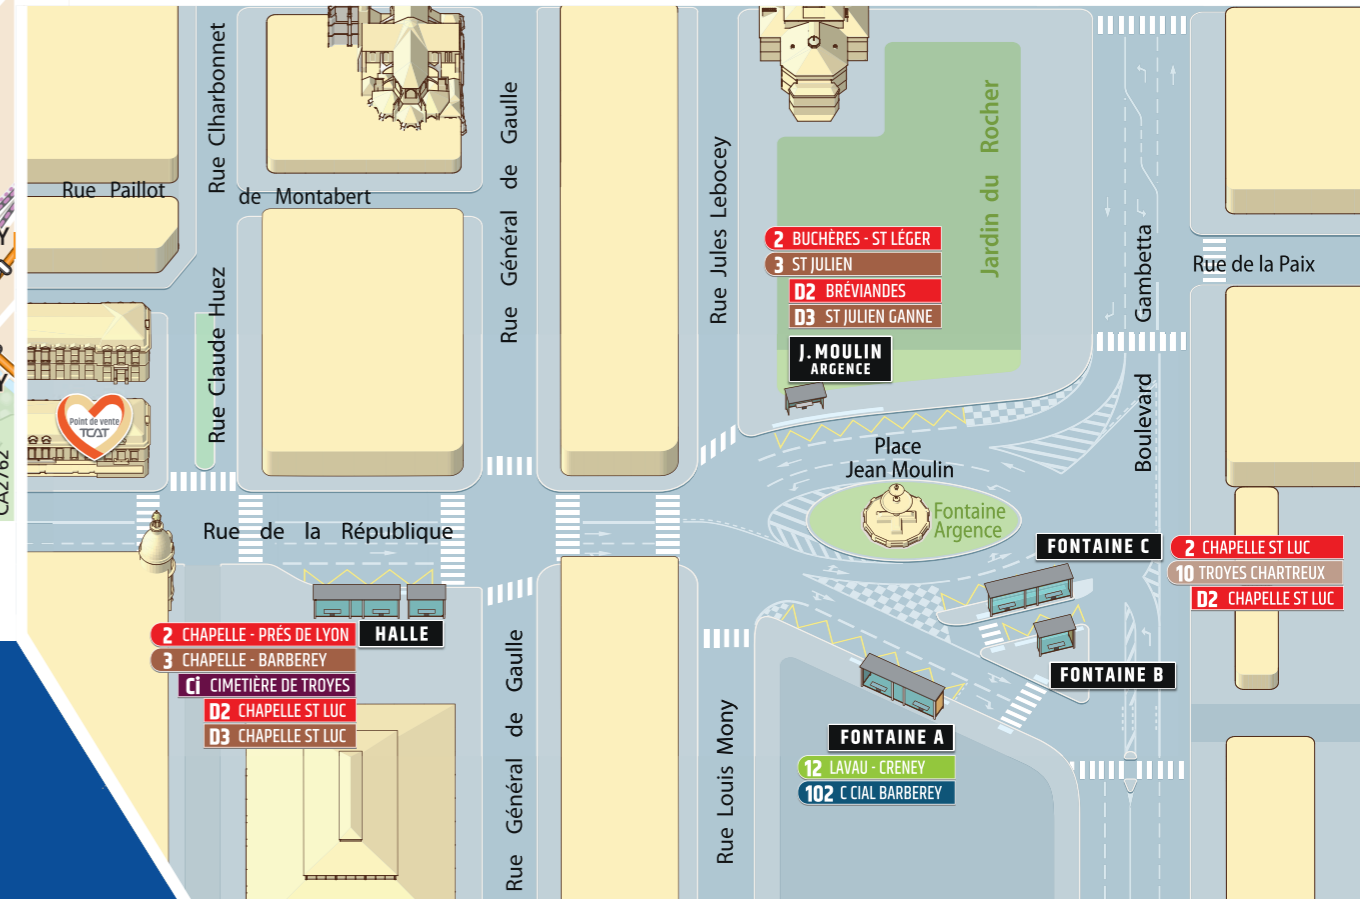 Rue Clharbonnet
Rue Paillot
de Montabert
Rue Général de Gaulle
Rue Jules Lebocey
Jardin du Rocher
Gambetta
Boulevard
Rue de la Paix
2 BUCHÈRES - ST LÉGER
3 ST JULIEN
D2 BRÉVIANDES
D3 ST JULIEN GANNE
J. MOULIN
ARGENCE
Rue Claude Huez
Point de vente
TCAT
CA2762
Y
Y
Place
Jean Moulin
Fontaine
Argence
Rue de la République
FONTAINE C
2 CHAPELLE ST LUC
10 TROYES CHARTREUX
D2 CHAPELLE ST LUC
HALLE
2 CHAPELLE - PRÉS DE LYON
3 CHAPELLE - BARBEREY
Ci CIMETIÈRE DE TROYES
D2 CHAPELLE ST LUC
D3 CHAPELLE ST LUC
Rue Général de Gaulle
Rue Louis Mony
FONTAINE B
FONTAINE A
12 LAVAU - CRENEY
102 C CIAL BARBEREY